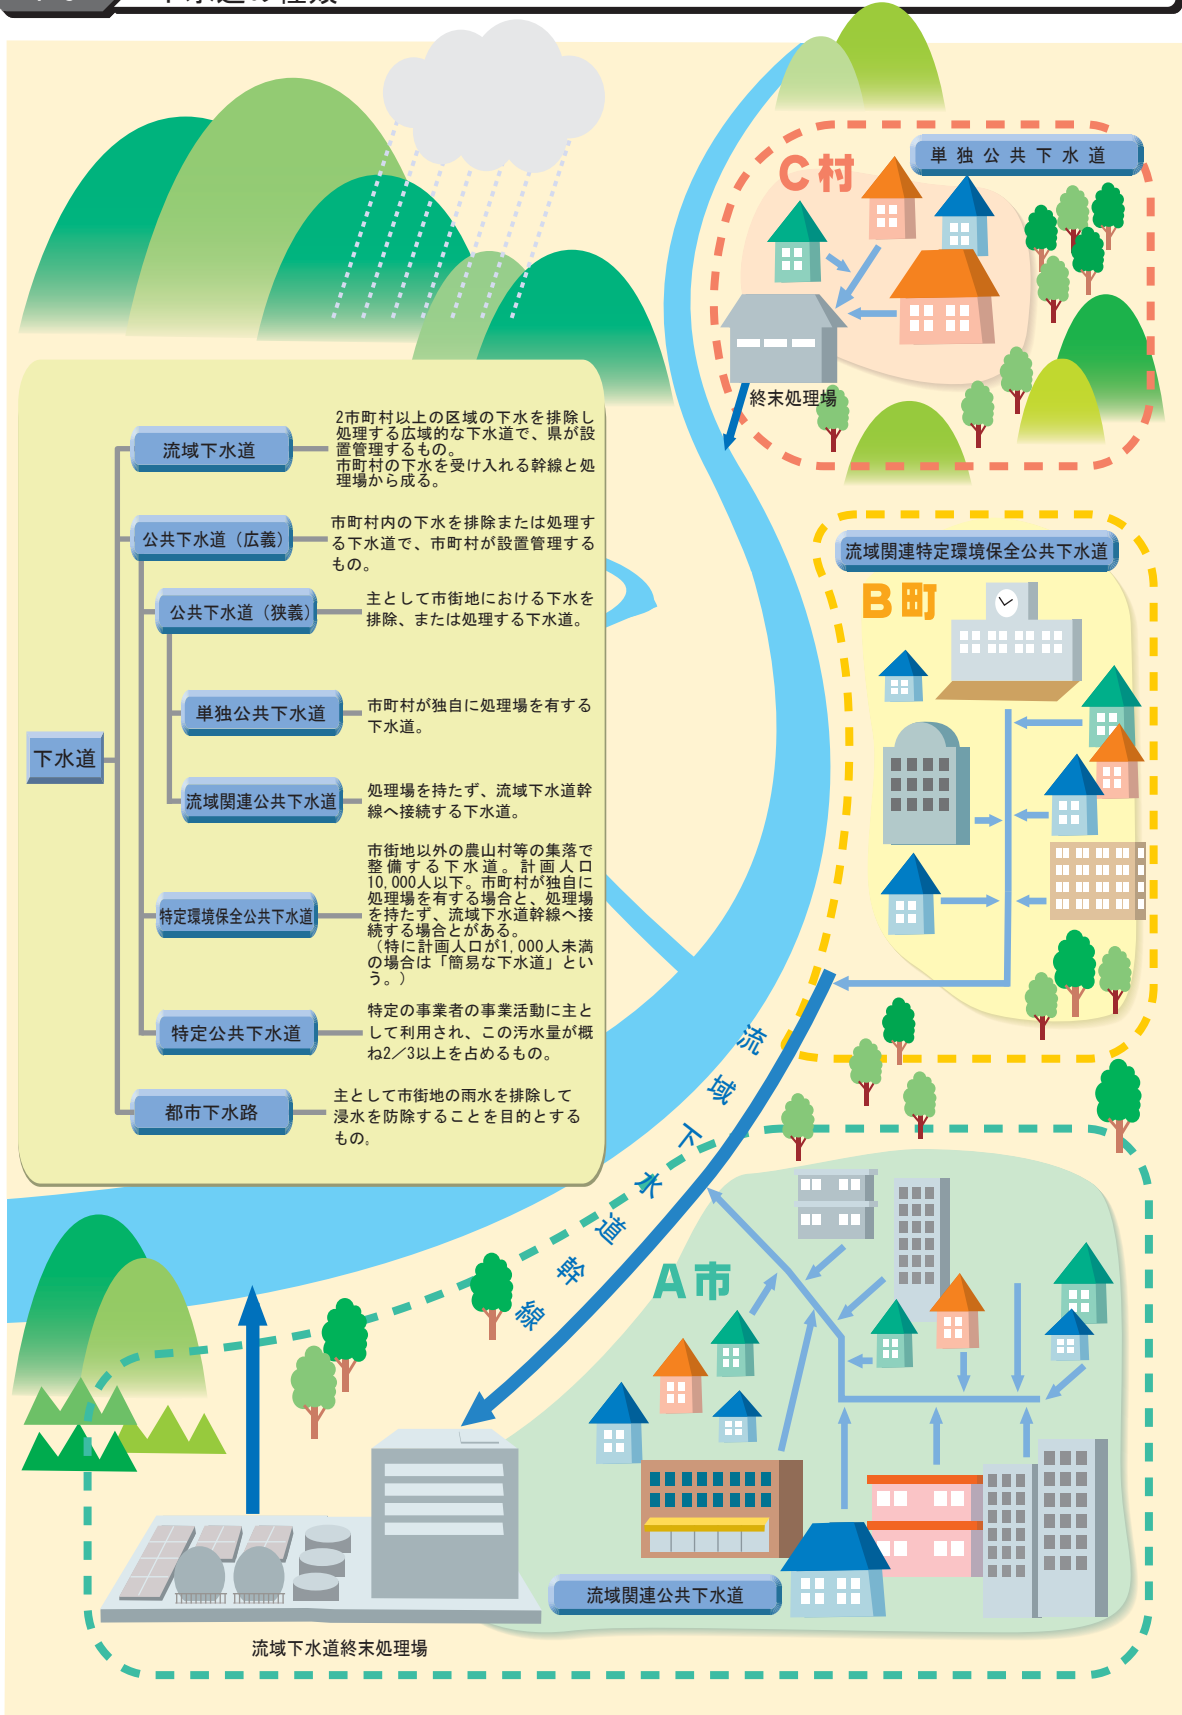 C村
単独公共下水道
終末処理場
下水道
流域下水道
2市町村以上の区域の下水を排除し
処理する広域的な下水道で、県が設
置管理するもの。
市町村の下水を受け入れる幹線と処
理場から成る。
公共下水道（広義）
市町村内の下水を排除または処理す
る下水道で、市町村が設置管理する
もの。
公共下水道（狭義）
主として市街地における下水を
排除、または処理する下水道。
単独公共下水道
市町村が独自に処理場を有する
下水道。
流域関連公共下水道
処理場を持たず、流域下水道幹
線へ接続する下水道。
特定環境保全公共下水道
市街地以外の農山村等の集落で
整備する下水道。計画人口
10,000人以下。市町村が独自に
処理場を有する場合と、処理場
を持たず、流域下水道幹線へ接
続する場合とがある。
（特に計画人口が1,000人未満
の場合は「簡易な下水道」とい
う。）
特定公共下水道
特定の事業者の事業活動に主と
して利用され、この汚水量が概
ね2／3以上を占めるもの。
都市下水路
主として市街地の雨水を排除して
浸水を防除することを目的とする
もの。
流域関連特定環境保全公共下水道
B町
流域下水道幹線
A市
流域関連公共下水道
流域下水道終末処理場